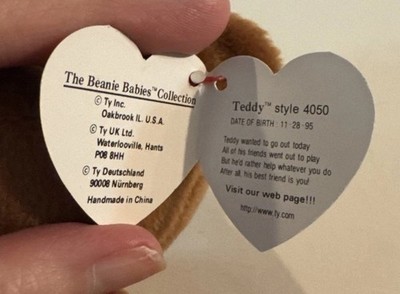 The Beanie Babies™Collection
© Ty Inc.
Oakbrook IL. U.S.A.
© Ty UK Ltd.
Waterlooville, Hants
P08 8HH
© Ty Deutschland
90008 Nürnberg
Handmade in China
Teddy™ style 4050
DATE OF BIRTH : 11-28-95
Teddy wanted to go out today
All of his friends went out to play
But he'd rather help whatever you do
After all, his best friend is you!
Visit our web page!!!
http://www.ty.com